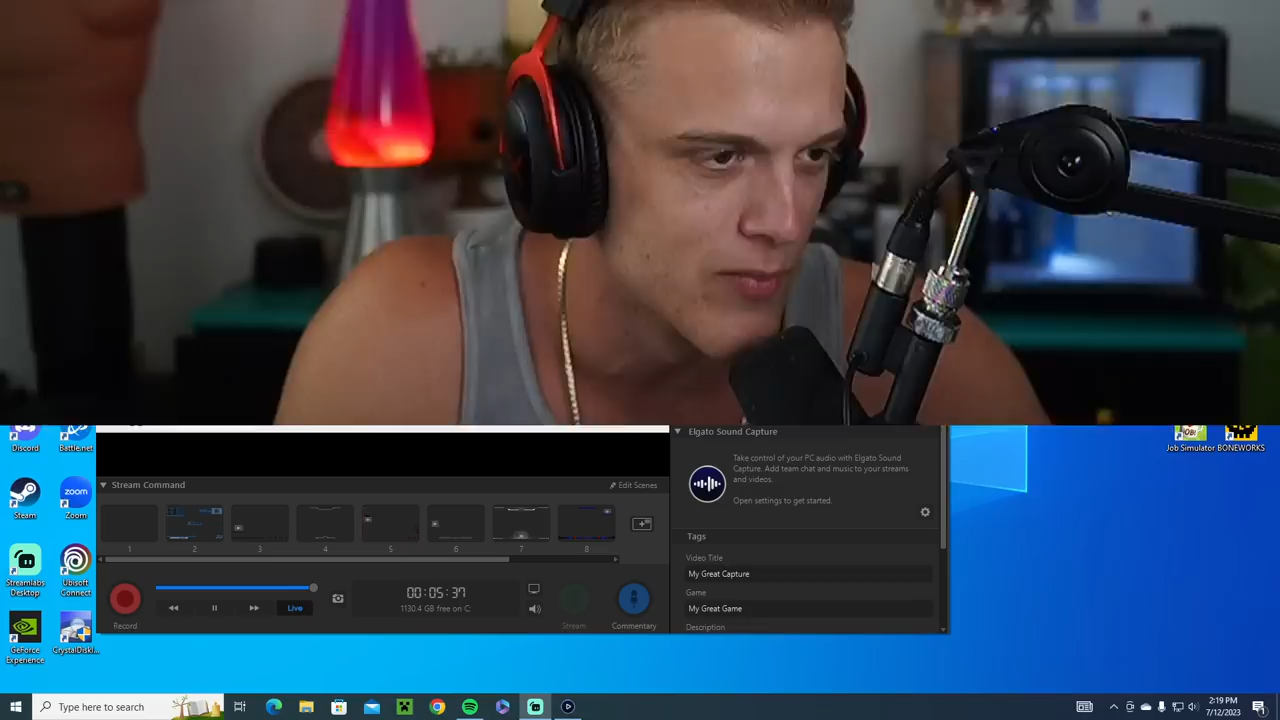 Discord
Battle.net
Steam
Zoom
Streamlabs
Desktop
Ubisoft
Connect
GeForce
Experience
CrystalDiskI...
Stream Command
Edit Scenes
1 2 3 4 5 6 7 8
Record
Live
00:05:37
1130.4 GB free on C:
Stream
Commentary
Elgato Sound Capture
Take control of your PC audio with Elgato Sound
Capture. Add team chat and music to your streams
and videos.
Open settings to get started.
Tags
Video Title
My Great Capture
Game
My Great Game
Description
Job Simulator
BONEWORKS
Type here to search
2:19 PM
7/12/2023